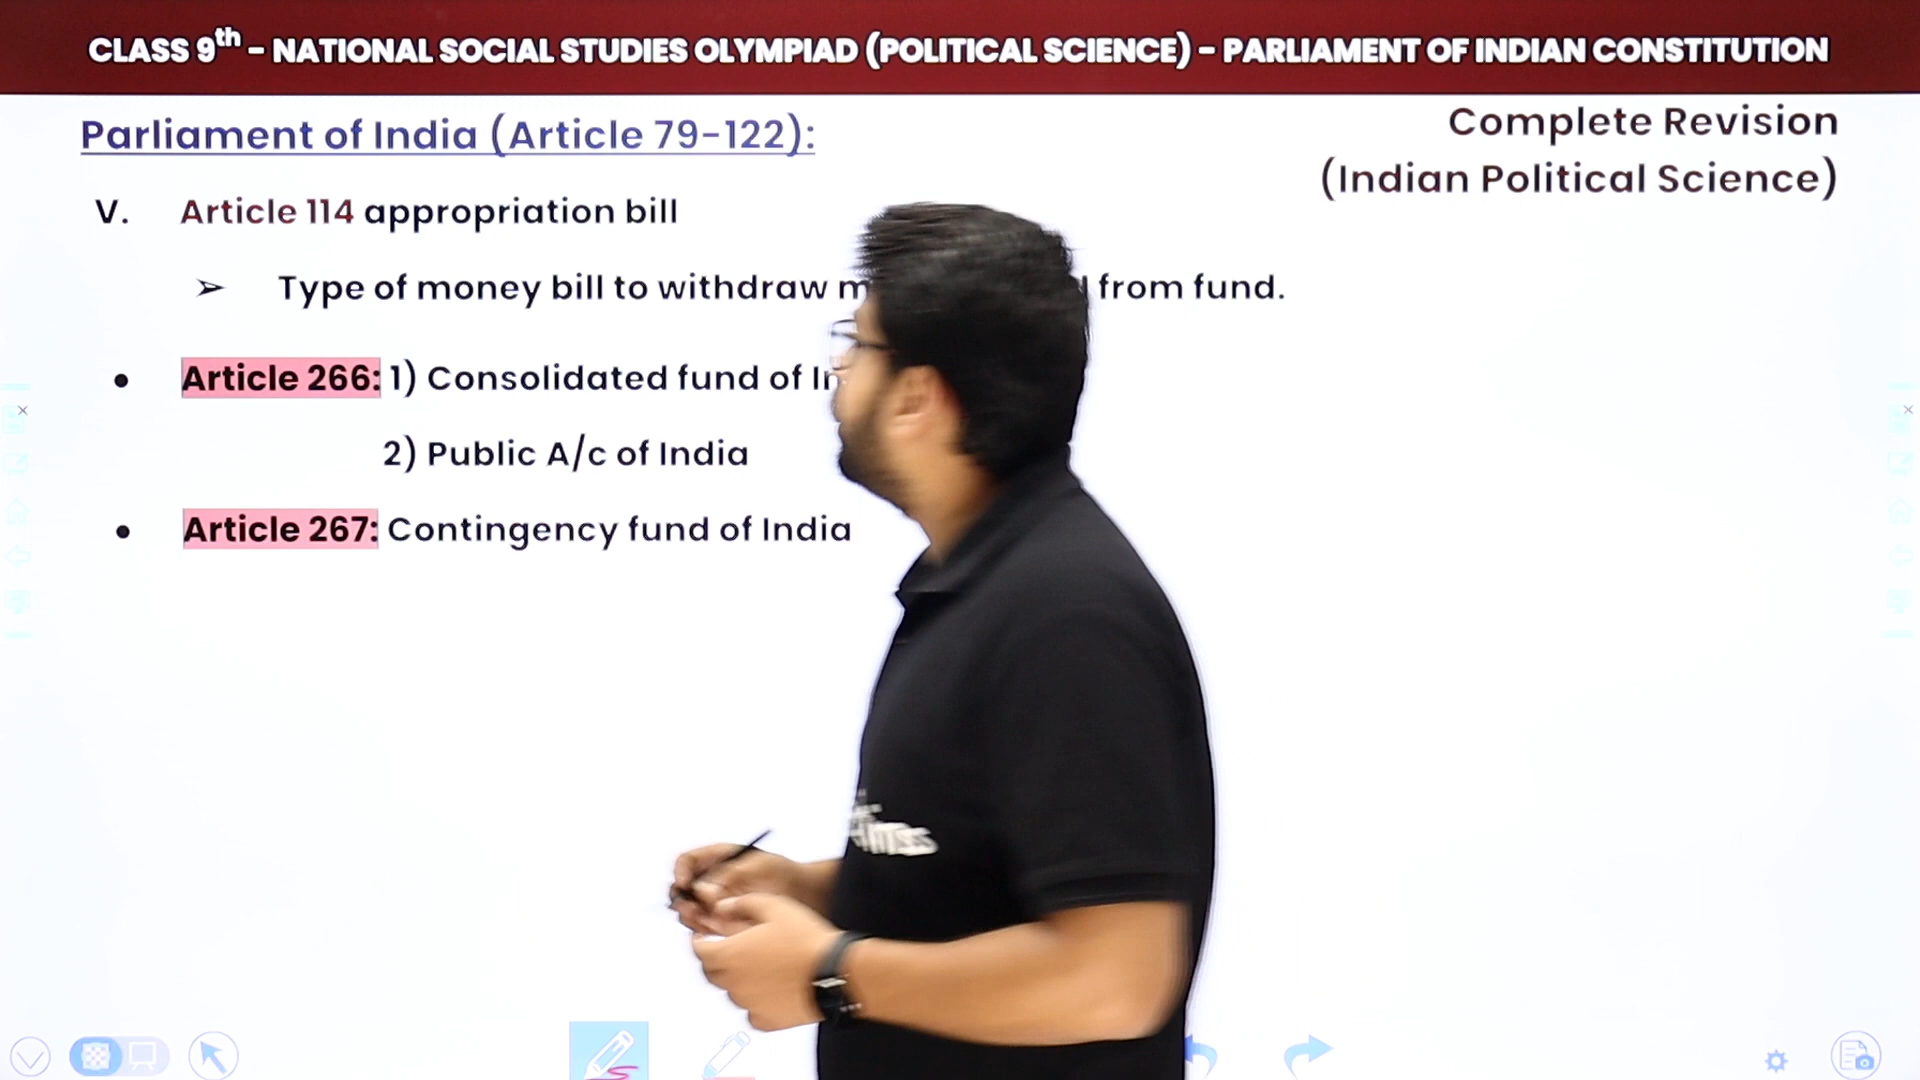 CLASS 9th – NATIONAL SOCIAL STUDIES OLYMPIAD (POLITICAL SCIENCE) – PARLIAMENT OF INDIAN CONSTITUTION
Parliament of India (Article 79-122):
Complete Revision
(Indian Political Science)
V. Article 114 appropriation bill
➢ Type of money bill to withdraw from fund.
• Article 266: 1) Consolidated fund of
2) Public A/c of India
• Article 267: Contingency fund of India